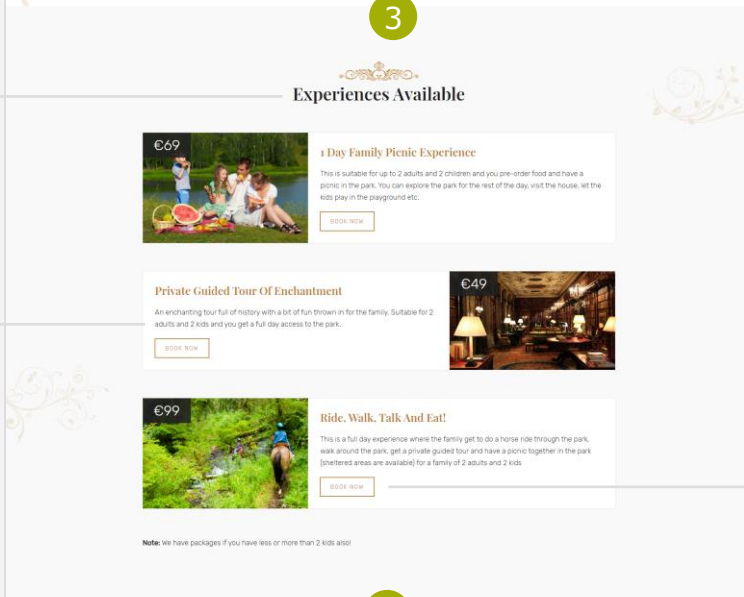 3
Experiences Available
€69
1 Day Family Picnic Experience
This is suitable for up to 2 adults and 2 children and you pre-order food and have a
picnic in the park. You can explore the park for the rest of the day, visit the house, let the
kids play in the playground etc.
BOOK NOW
Private Guided Tour Of Enchantment
An enchanting tour full of history with a bit of fun thrown in for the family. Suitable for 2
adults and 2 kids and you get a full day access to the park.
BOOK NOW
€49
€99
Ride, Walk, Talk And Eat!
This is a full day experience where the family get to do a horse ride through the park,
walk around the park, get a private guided tour and have a picnic together in the park
(sheltered areas are available) for a family of 2 adults and 2 kids
BOOK NOW
Note: We have packages if you have less or more than 2 kids also!